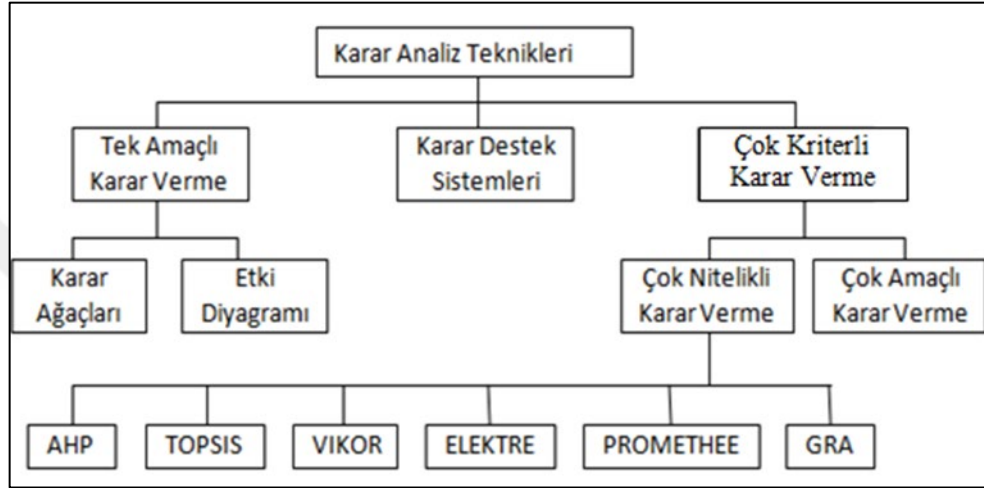 Karar Analiz Teknikleri
Tek Amaçlı
Karar Verme
Karar Destek
Sistemleri
Çok Kriterli
Karar Verme
Karar
Ağaçları
Etki
Diyagramı
Çok Nitelikli
Karar Verme
Çok Amaçlı
Karar Verme
AHP
TOPSIS
VIKOR
ELEKTRE
PROMETHEE
GRA